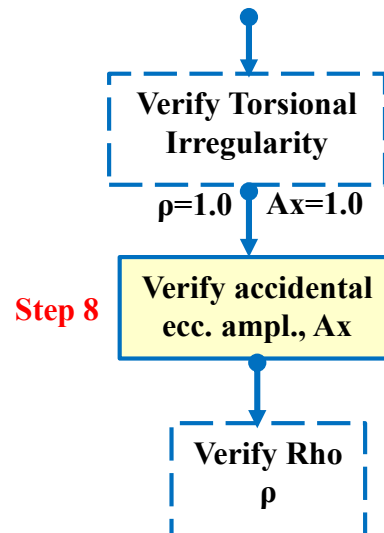 Verify Torsional
Irregularity
ρ=1.0 Ax=1.0
Step 8
Verify accidental
ecc. ampl., Ax
Verify Rho
ρ